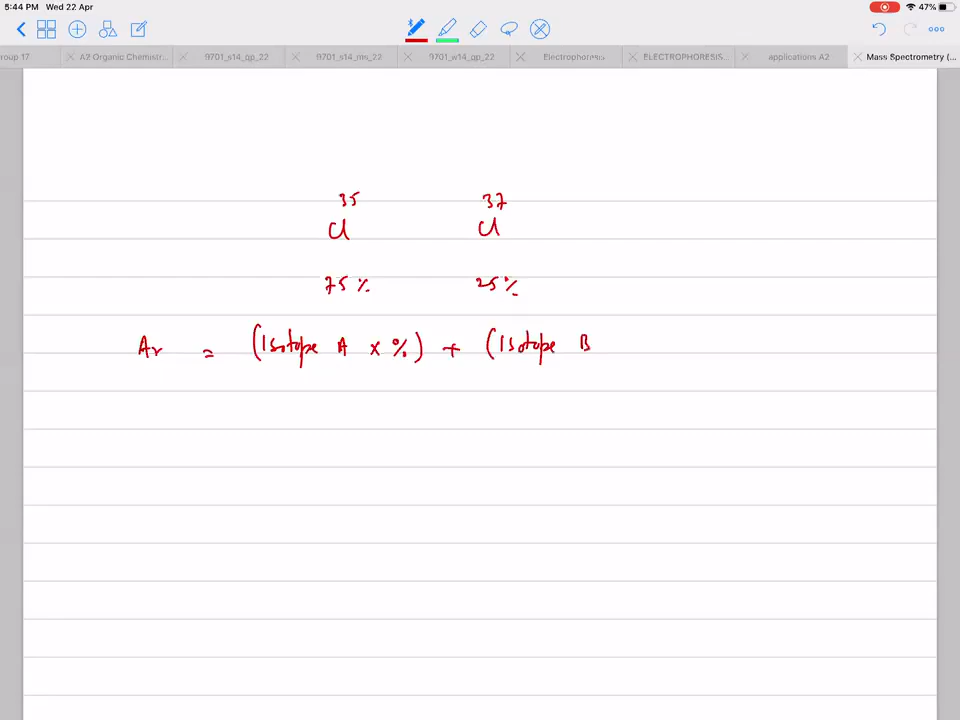 5:44 PM Wed 22 Apr
47%
roup 17
A2 Organic Chemistr...
9701_s14_qp_22
9701_s14_ms_22
9701_w14_qp_22
Electrophoresis
ELECTROPHORESIS...
applications A2
Mass Spectrometry (...
35 37
Cl Cl
75% 25%
Ar = (Isotope A x %) + (Isotope B